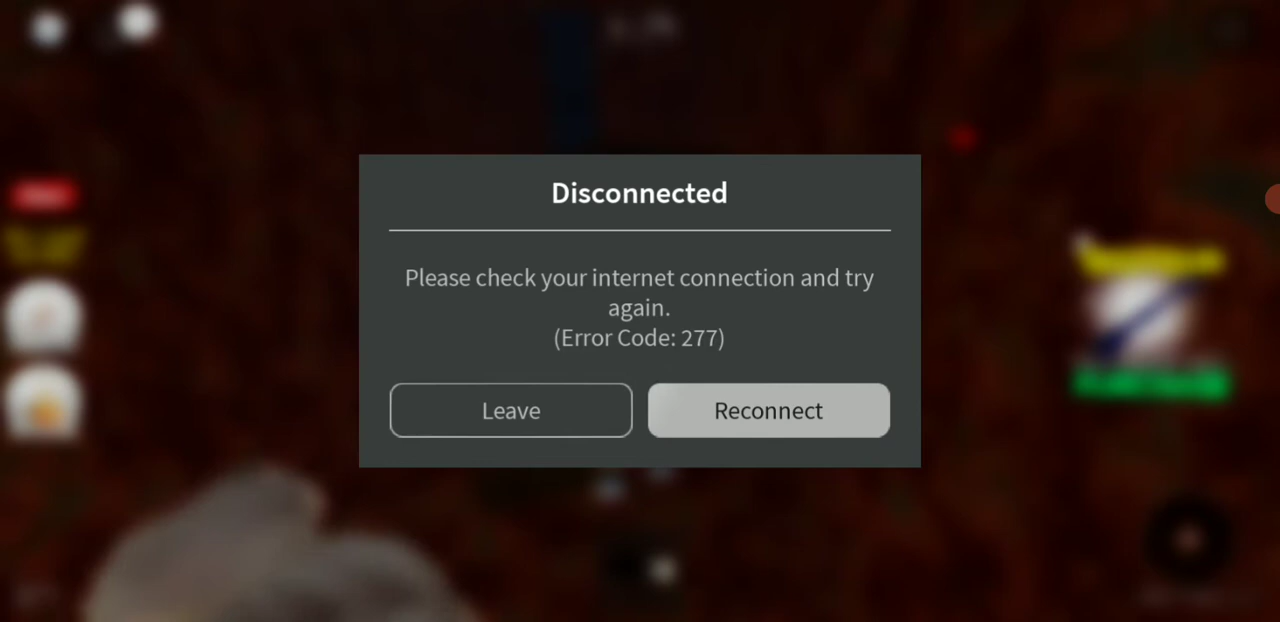 Disconnected
Please check your internet connection and try
again.
(Error Code: 277)
Leave
Reconnect